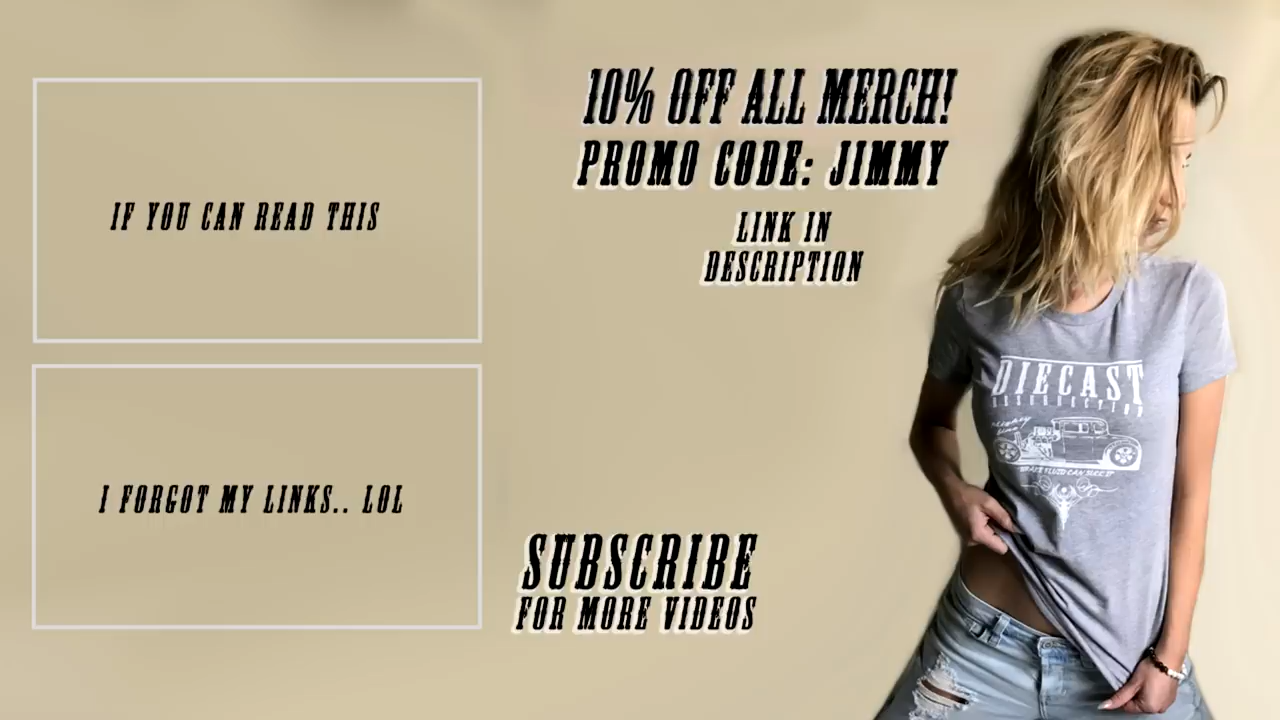 10% OFF ALL MERCH!
PROMO CODE: JIMMY
LINK IN
DESCRIPTION
IF YOU CAN READ THIS
I FORGOT MY LINKS.. LOL
SUBSCRIBE
FOR MORE VIDEOS
DIECAST
RESURRECTION